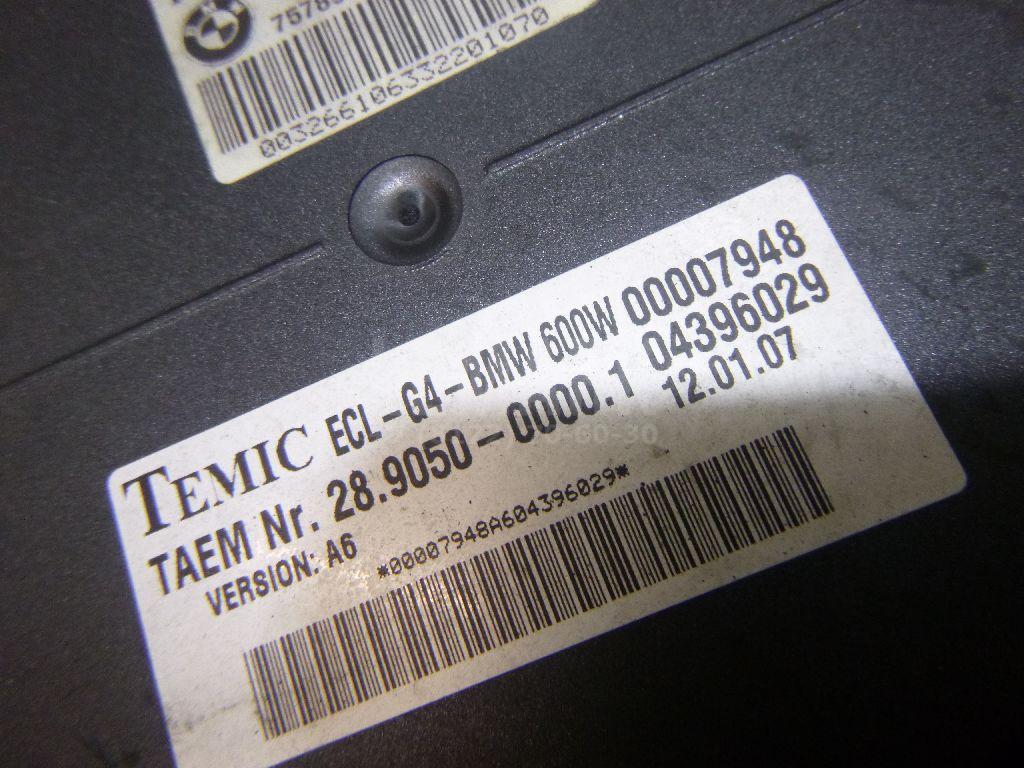 003266106332201070
TEMIC ECL-G4-BMW 600W 00007948
TAEM Nr. 28.9050-0000.1 04396029
VERSION: A6 12.01.07
*00007948A604396029*